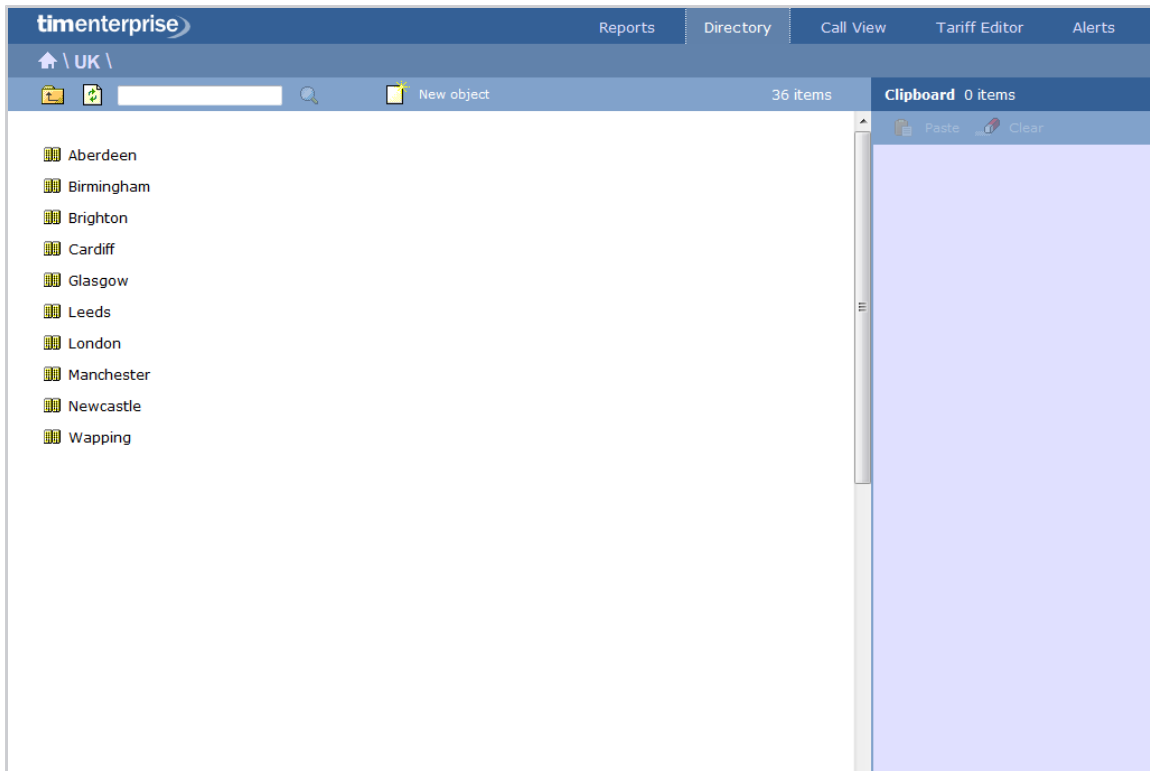 timenterprise Reports Directory Call View Tariff Editor Alerts
\ UK \
New object 36 items Clipboard 0 items
Paste Clear
Aberdeen
Birmingham
Brighton
Cardiff
Glasgow
Leeds
London
Manchester
Newcastle
Wapping